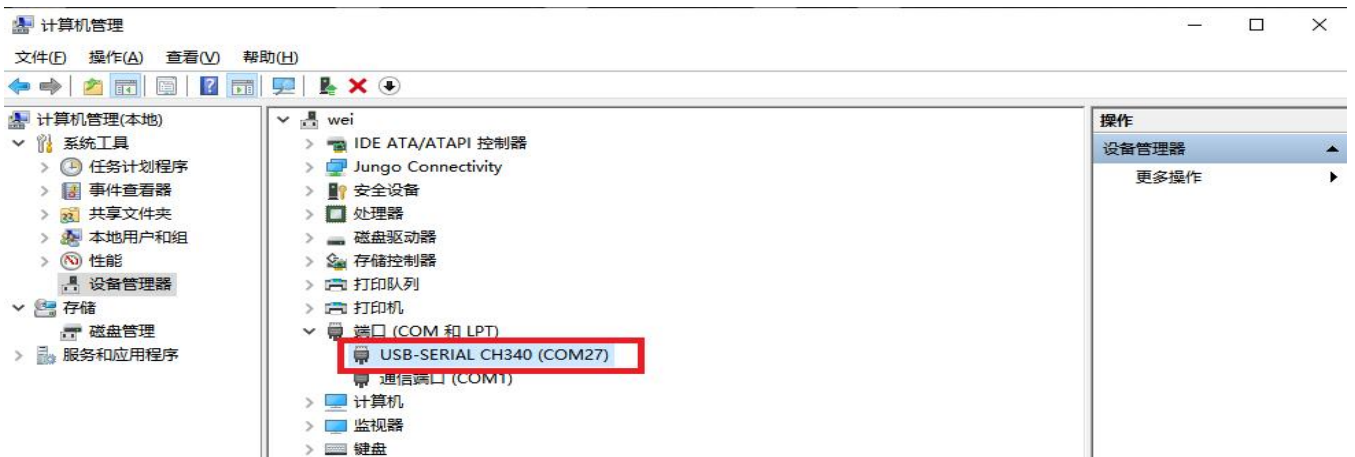 计算机管理
文件(F) 操作(A) 查看(V) 帮助(H)
计算机管理(本地)
系统工具
任务计划程序
事件查看器
共享文件夹
本地用户和组
性能
设备管理器
存储
磁盘管理
服务和应用程序
wei
IDE ATA/ATAPI 控制器
Jungo Connectivity
安全设备
处理器
磁盘驱动器
存储控制器
打印队列
打印机
端口 (COM 和 LPT)
USB-SERIAL CH340 (COM27)
通信端口 (COM1)
计算机
监视器
键盘
操作
设备管理器
更多操作